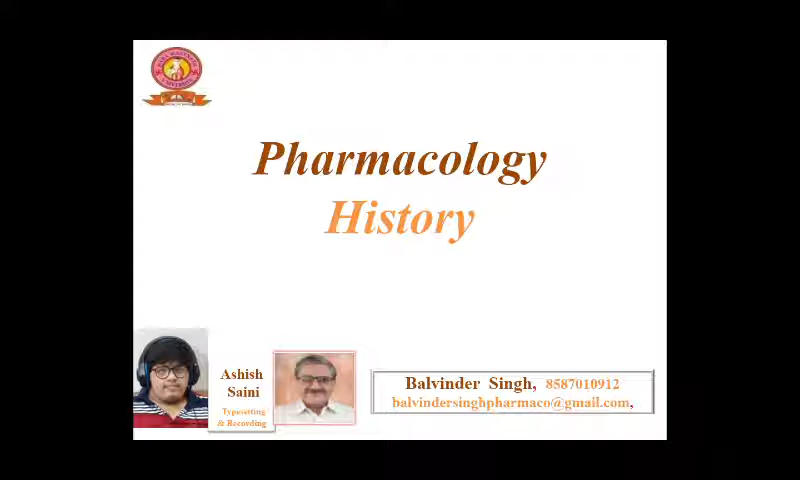 Pharmacology
History
Ashish
Saini
Typesetting
& Recording
Balvinder Singh, 8587010912
balvindersinghpharmaco@gmail.com,